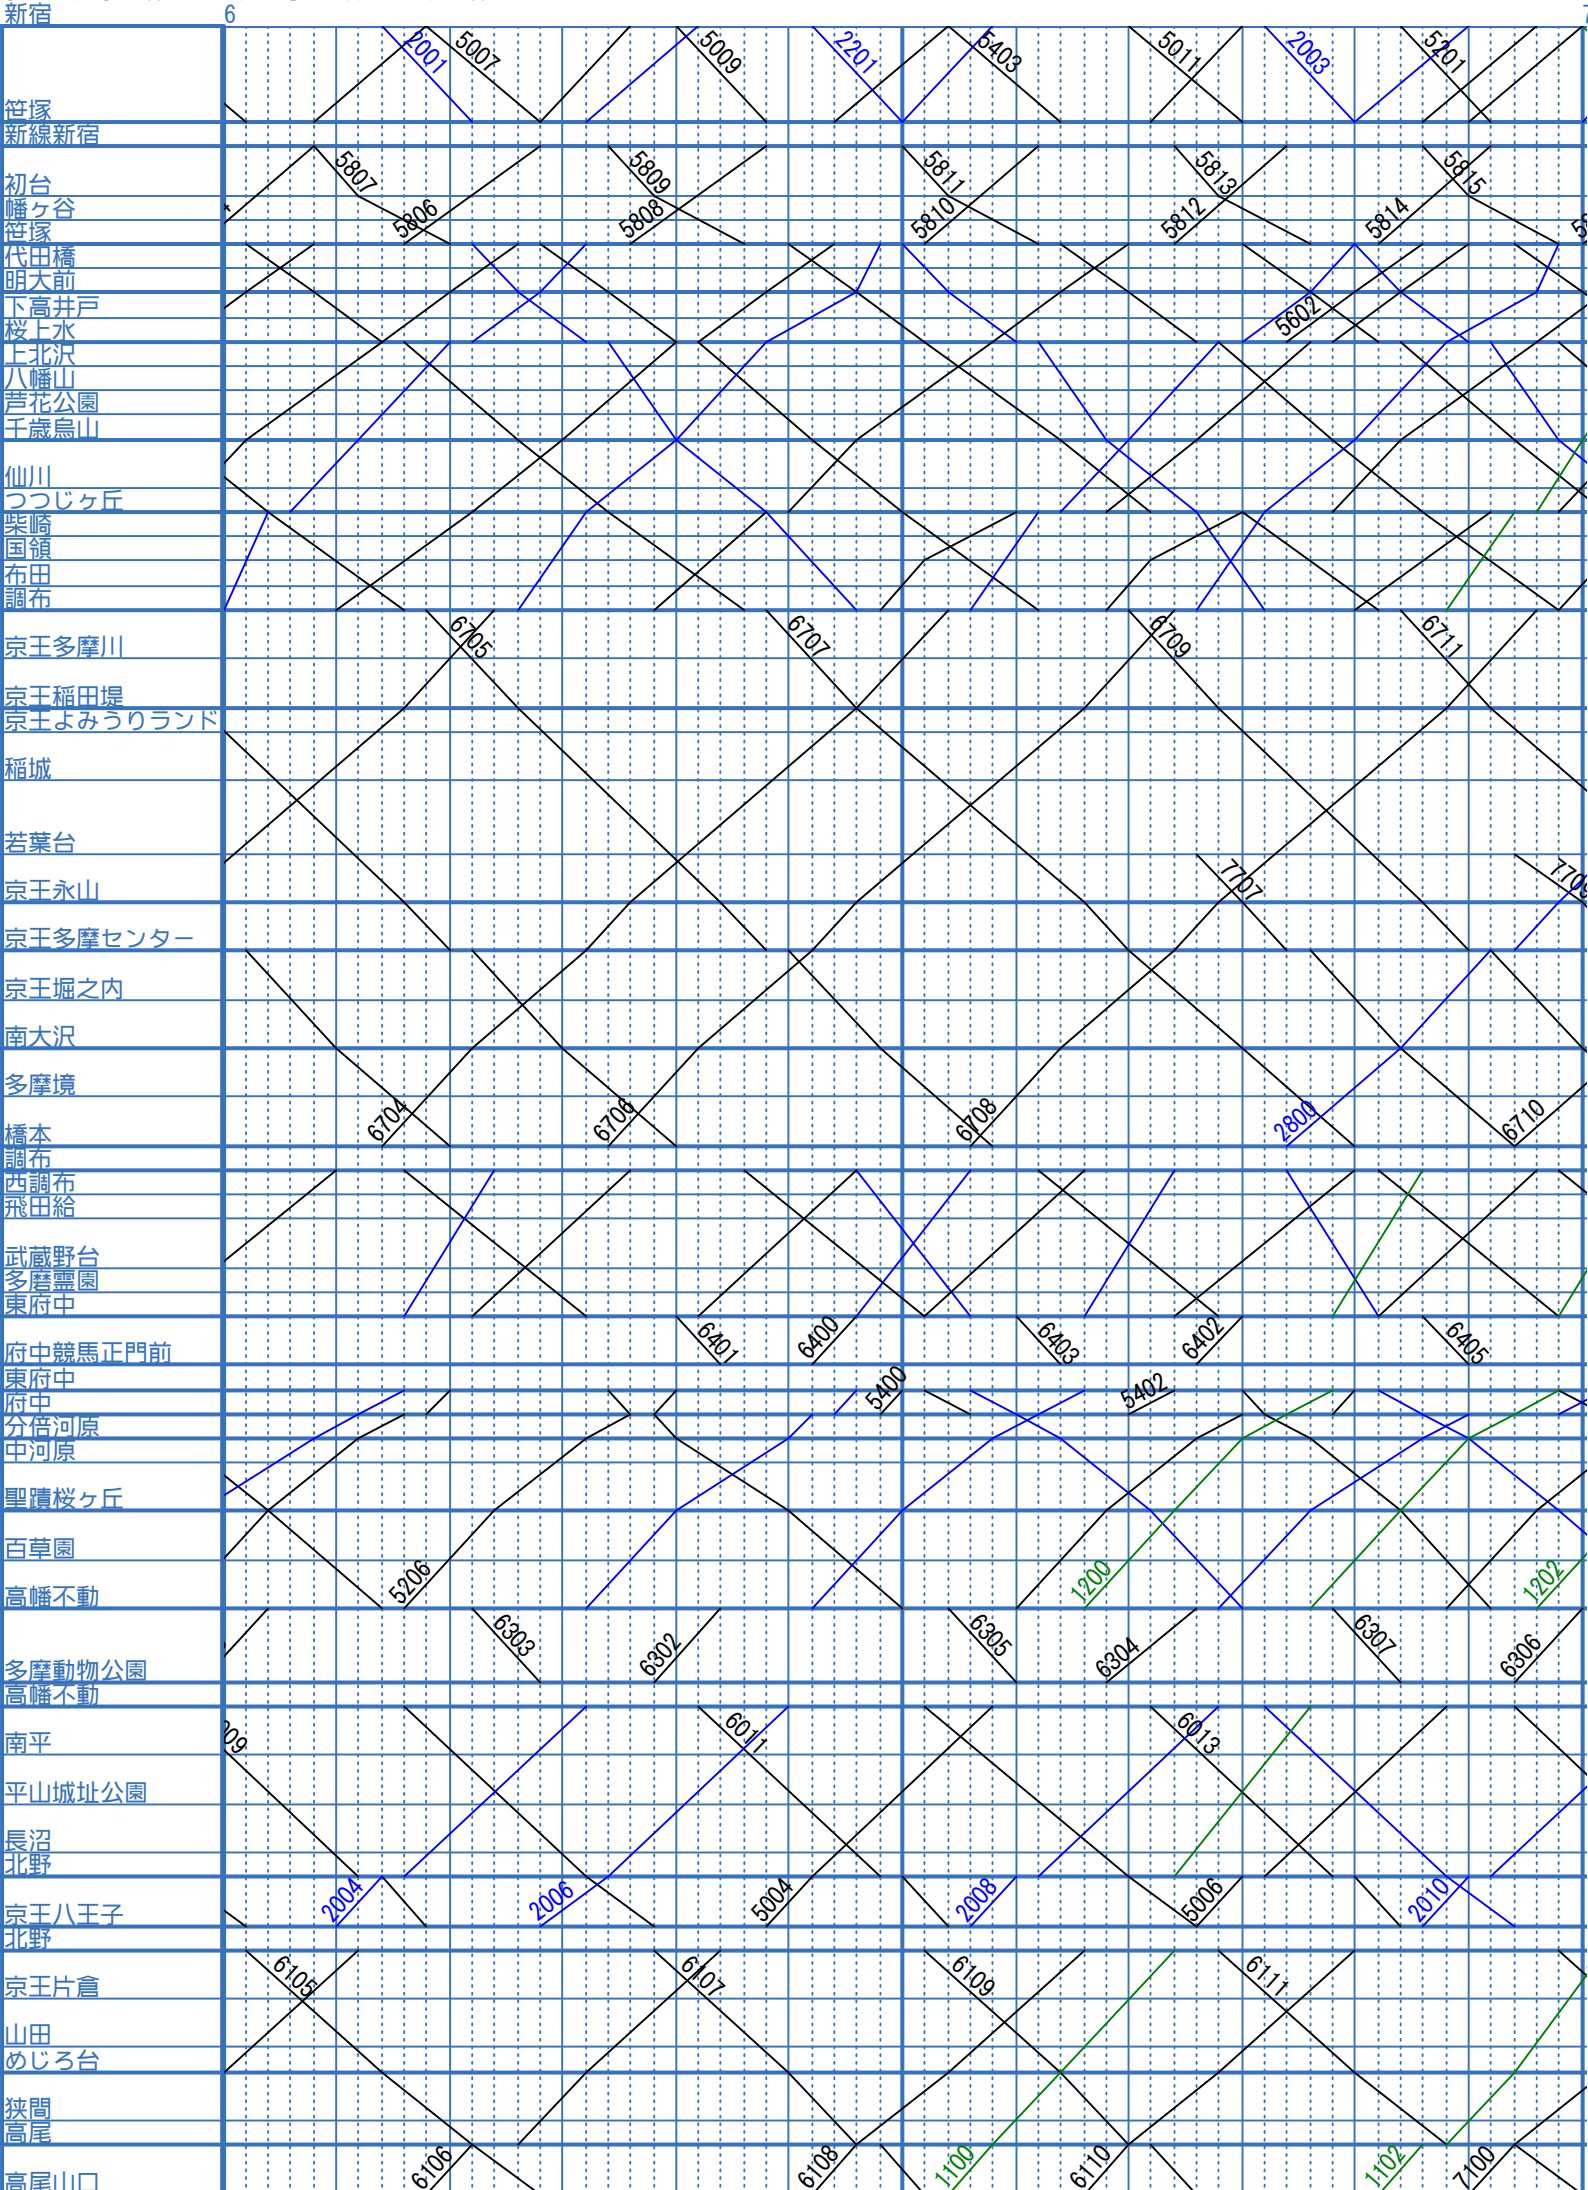 新宿 6
2001 5007 5009 2201 5403 5011 2003 5201
笹塚
新線新宿
5807 5809 5811 5813 5815
初台
幡ヶ谷 5806 5808 5810 5812 5814
笹塚
代田橋
明大前
下高井戸 5602
桜上水
上北沢
八幡山
芦花公園
千歳烏山
仙川
つつじヶ丘
柴崎
国領
布田
調布
京王多摩川 6705 6707 6709 6711
京王稲田堤
京王よみうりランド
稲城
若葉台
京王永山 7707 7709
京王多摩センター
京王堀之内
南大沢
多摩境
橋本 6704 6706 6708 2800 6710
調布
西調布
飛田給
武蔵野台
多磨霊園
東府中
府中競馬正門前 6401 6400 6403 6402 6405
東府中
府中 5400 5402
分倍河原
中河原
聖蹟桜ヶ丘
百草園
高幡不動 5206 1200 1202
6303 6302 6305 6304 6307 6306
多摩動物公園
高幡不動
南平 6011 6013
平山城址公園
長沼
北野
京王八王子 2004 2006 5004 2008 5006 2010
北野
京王片倉 6105 6107 6109 6111
山田
めじろ台
狭間
高尾
高尾山口 6106 6108 1100 6110 1102 7100